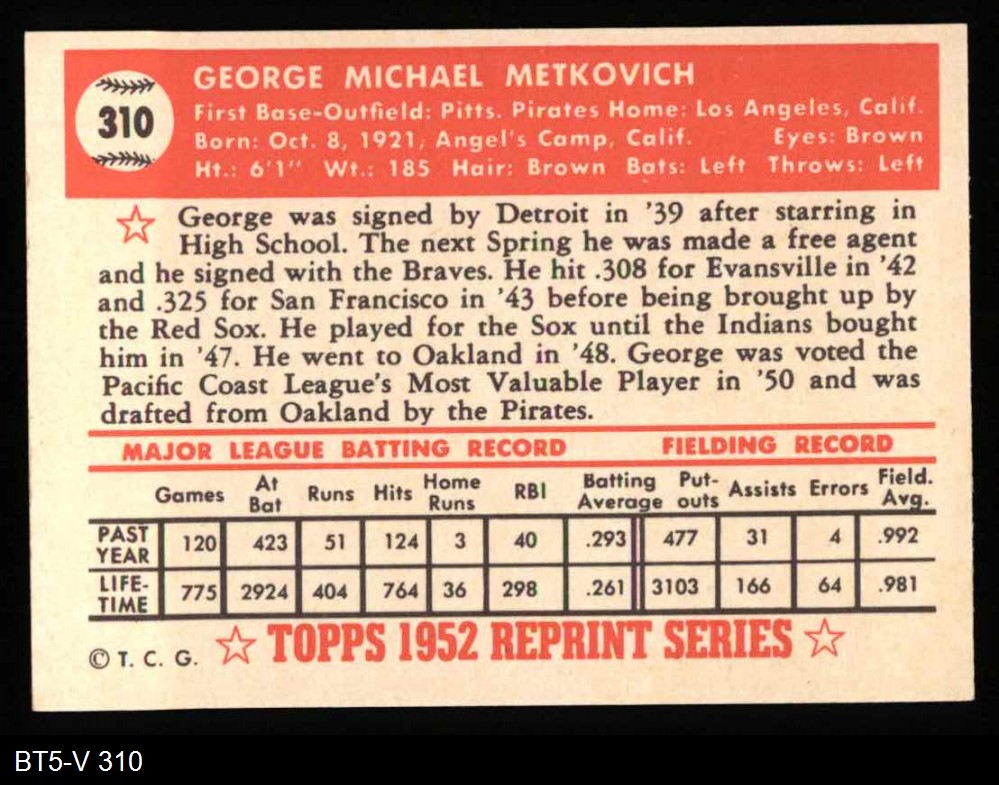 310
GEORGE MICHAEL METKOVICH
First Base-Outfield: Pitts. Pirates Home: Los Angeles, Calif.
Born: Oct. 8, 1921, Angel's Camp, Calif. Eyes: Brown
Ht.: 6'1" Wt.: 185 Hair: Brown Bats: Left Throws: Left
George was signed by Detroit in '39 after starring in
High School. The next Spring he was made a free agent
and he signed with the Braves. He hit .308 for Evansville in '42
and .325 for San Francisco in '43 before being brought up by
the Red Sox. He played for the Sox until the Indians bought
him in '47. He went to Oakland in '48. George was voted the
Pacific Coast League's Most Valuable Player in '50 and was
drafted from Oakland by the Pirates.
MAJOR LEAGUE BATTING RECORD FIELDING RECORD
Games At Bat Runs Hits Home Runs RBI Batting Average Put-outs Assists Errors Field. Avg.
PAST YEAR 120 423 51 124 3 40 .293 477 31 4 .992
LIFE-TIME 775 2924 404 764 36 298 .261 3103 166 64 .981
© T. C. G. ☆ TOPPS 1952 REPRINT SERIES ☆
BT5-V 310